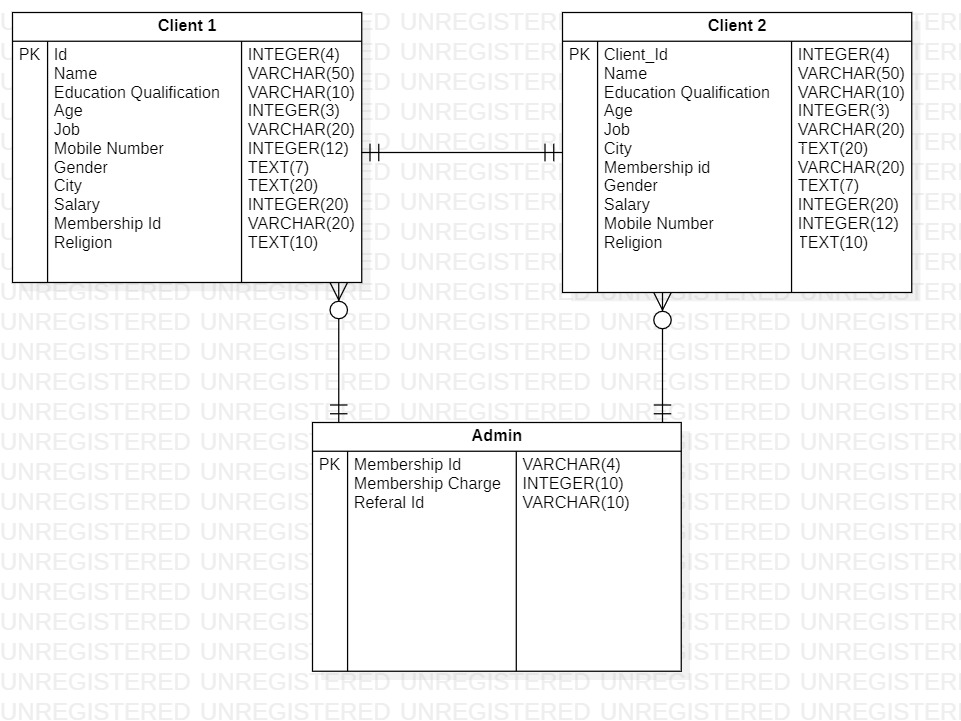 Client 1
PK Id INTEGER(4)
Name VARCHAR(50)
Education Qualification VARCHAR(10)
Age INTEGER(3)
Job VARCHAR(20)
Mobile Number INTEGER(12)
Gender TEXT(7)
City TEXT(20)
Salary INTEGER(20)
Membership Id VARCHAR(20)
Religion TEXT(10)
Client 2
PK Client_Id INTEGER(4)
Name VARCHAR(50)
Education Qualification VARCHAR(10)
Age INTEGER(3)
Job VARCHAR(20)
City TEXT(20)
Membership id VARCHAR(20)
Gender TEXT(7)
Salary INTEGER(20)
Mobile Number INTEGER(12)
Religion TEXT(10)
Admin
PK Membership Id VARCHAR(4)
Membership Charge INTEGER(10)
Referal Id VARCHAR(10)
UNREGISTERED